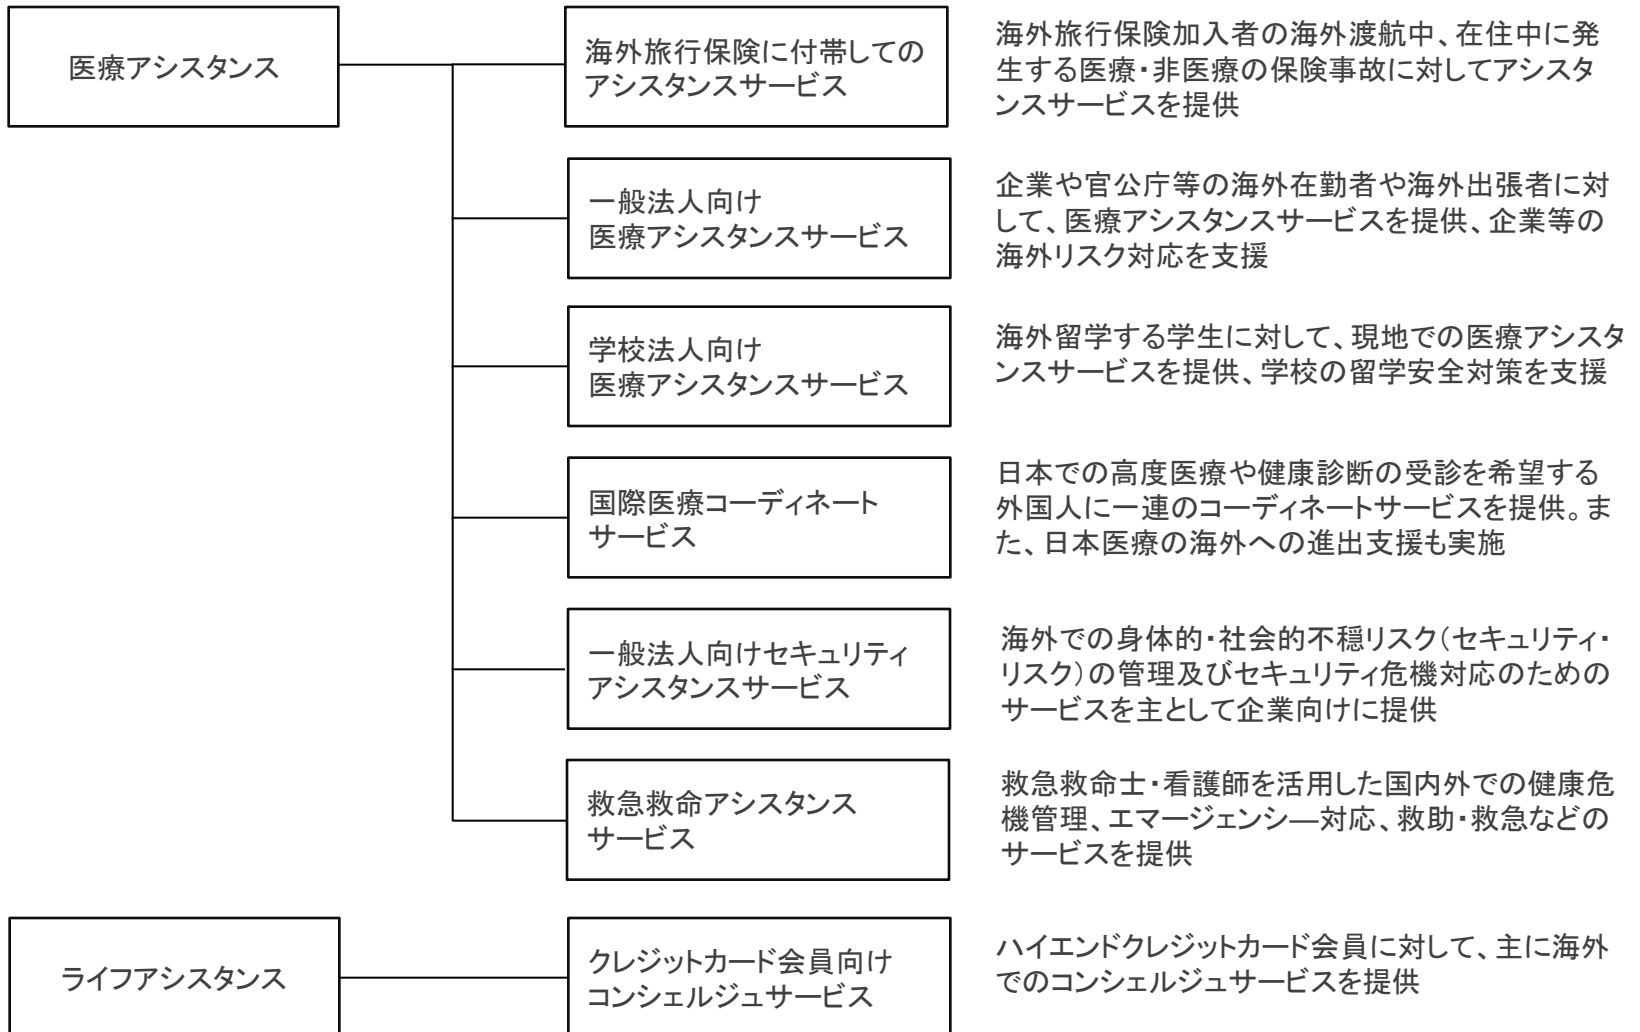 医療アシスタンス
海外旅行保険に付帯しての
アシスタンスサービス
海外旅行保険加入者の海外渡航中、在住中に発
生する医療・非医療の保険事故に対してアシスタ
ンスサービスを提供
一般法人向け
医療アシスタンスサービス
企業や官公庁等の海外在勤者や海外出張者に対
して、医療アシスタンスサービスを提供、企業等の
海外リスク対応を支援
学校法人向け
医療アシスタンスサービス
海外留学する学生に対して、現地での医療アシスタ
ンスサービスを提供、学校の留学安全対策を支援
国際医療コーディネート
サービス
日本での高度医療や健康診断の受診を希望する
外国人に一連のコーディネートサービスを提供。ま
た、日本医療の海外への進出支援も実施
一般法人向けセキュリティ
アシスタンスサービス
海外での身体的・社会的不穏リスク（セキュリティ・
リスク）の管理及びセキュリティ危機対応のための
サービスを主として企業向けに提供
救急救命アシスタンス
サービス
救急救命士・看護師を活用した国内外での健康危
機管理、エマージェンシ―対応、救助・救急などの
サービスを提供
ライフアシスタンス
クレジットカード会員向け
コンシェルジュサービス
ハイエンドクレジットカード会員に対して、主に海外
でのコンシェルジュサービスを提供